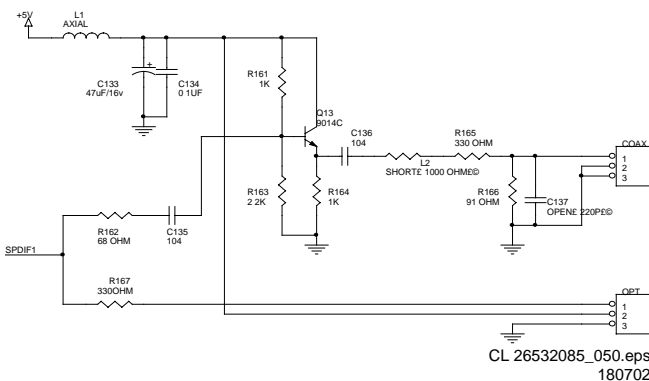 +5V
L1
AXIAL
C133
47uF/16v
C134
0 1UF
R161
1K
Q13
9014C
C136
104
L2
SHORT£ 1000 OHM£©
R165
330 OHM
COAX
1
2
3
R163
2 2K
R164
1K
R166
91 OHM
C137
OPEN£ 220P£©
R162
68 OHM
C135
104
SPDIF1
R167
330OHM
OPT
1
2
3
CL 26532085_050.eps
180702